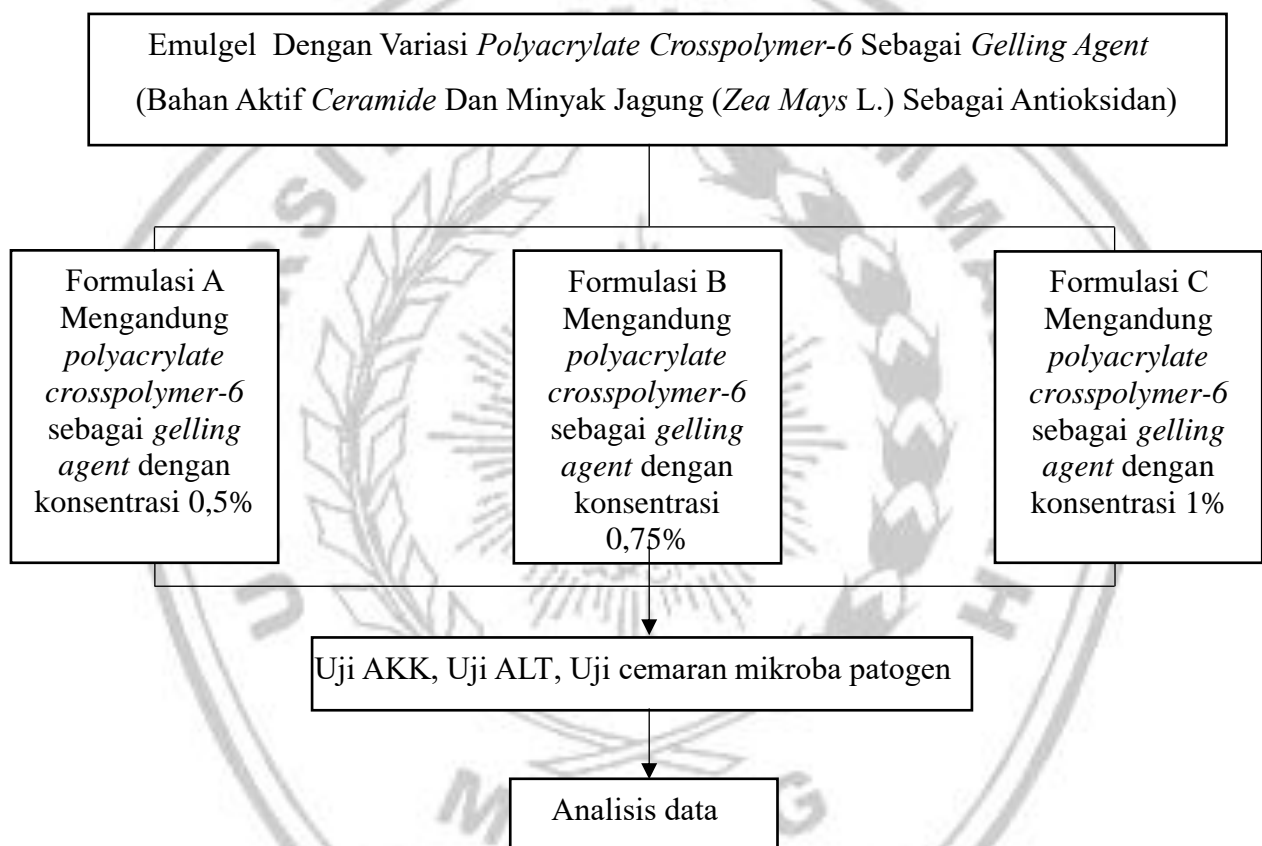 Emulgel Dengan Variasi Polyacrylate Crosspolymer-6 Sebagai Gelling Agent
(Bahan Aktif Ceramide Dan Minyak Jagung (Zea Mays L.) Sebagai Antioksidan)
Formulasi A
Mengandung
polyacrylate
crosspolymer-6
sebagai gelling
agent dengan
konsentrasi 0,5%
Formulasi B
Mengandung
polyacrylate
crosspolymer-6
sebagai gelling
agent dengan
konsentrasi
0,75%
Formulasi C
Mengandung
polyacrylate
crosspolymer-6
sebagai gelling
agent dengan
konsentrasi 1%
Uji AKK, Uji ALT, Uji cemaran mikroba patogen
Analisis data